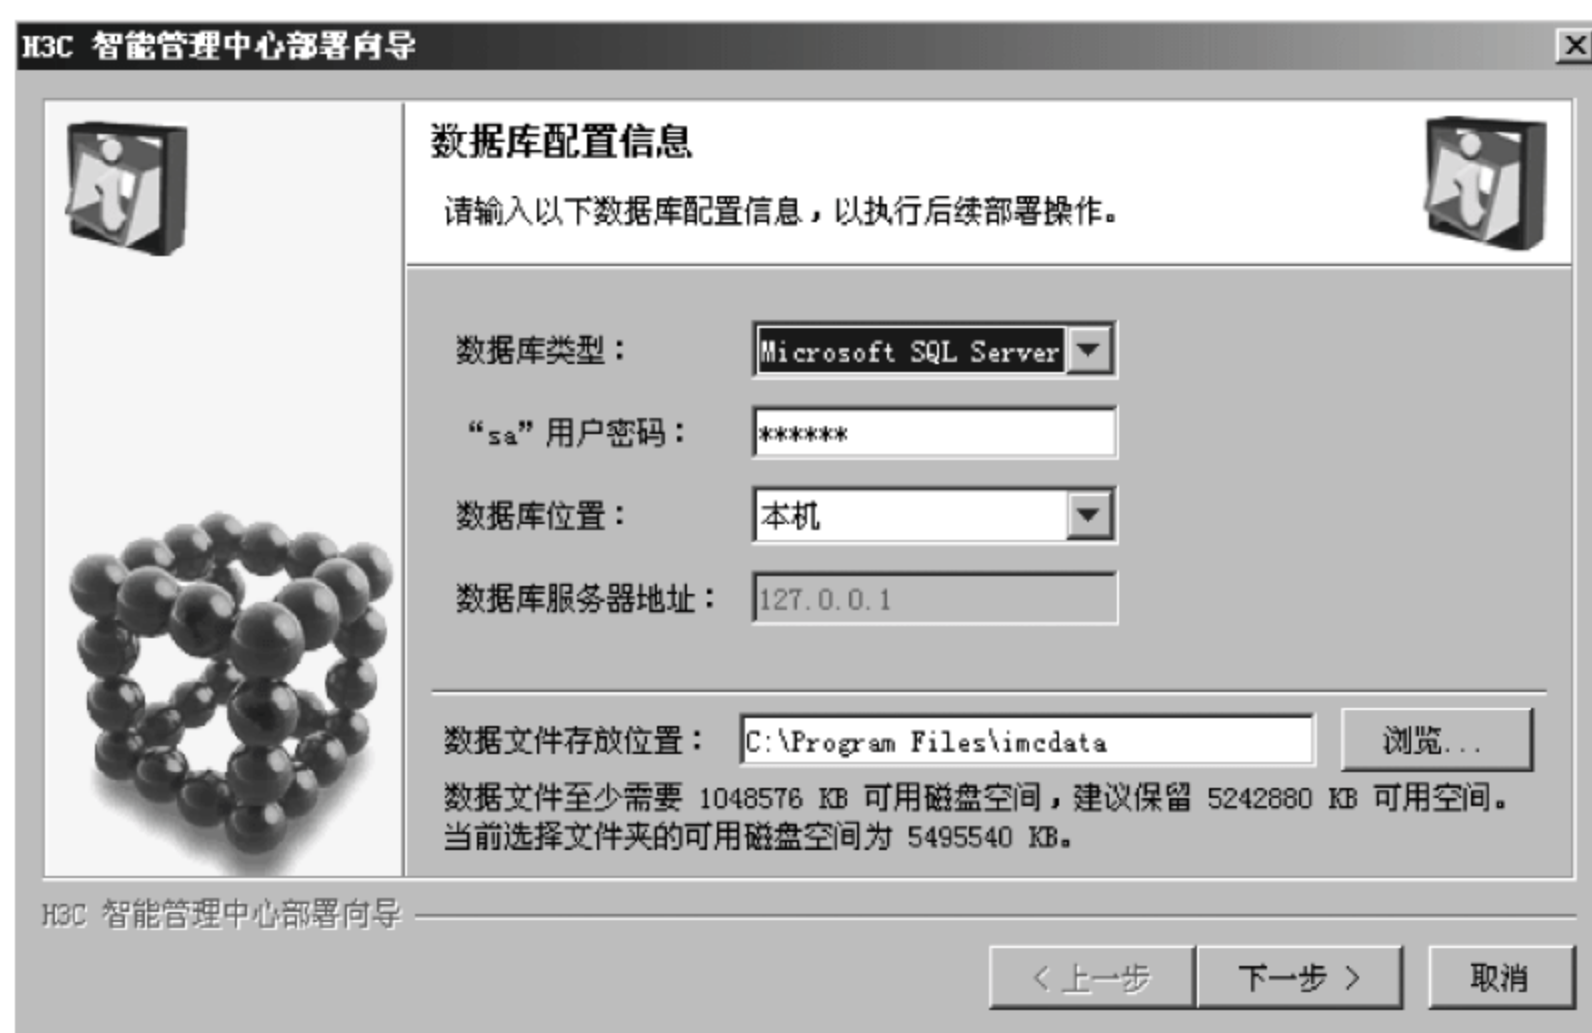 H3C 智能管理中心部署向导
数据库配置信息
请输入以下数据库配置信息，以执行后续部署操作。
数据库类型： Microsoft SQL Server
“sa”用户密码： ******
数据库位置： 本机
数据库服务器地址： 127.0.0.1
数据文件存放位置： C:\Program Files\imcdata 浏览...
数据文件至少需要 1048576 KB 可用磁盘空间，建议保留 5242880 KB 可用空间。
当前选择文件夹的可用磁盘空间为 5495540 KB。
H3C 智能管理中心部署向导
< 上一步 下一步 > 取消